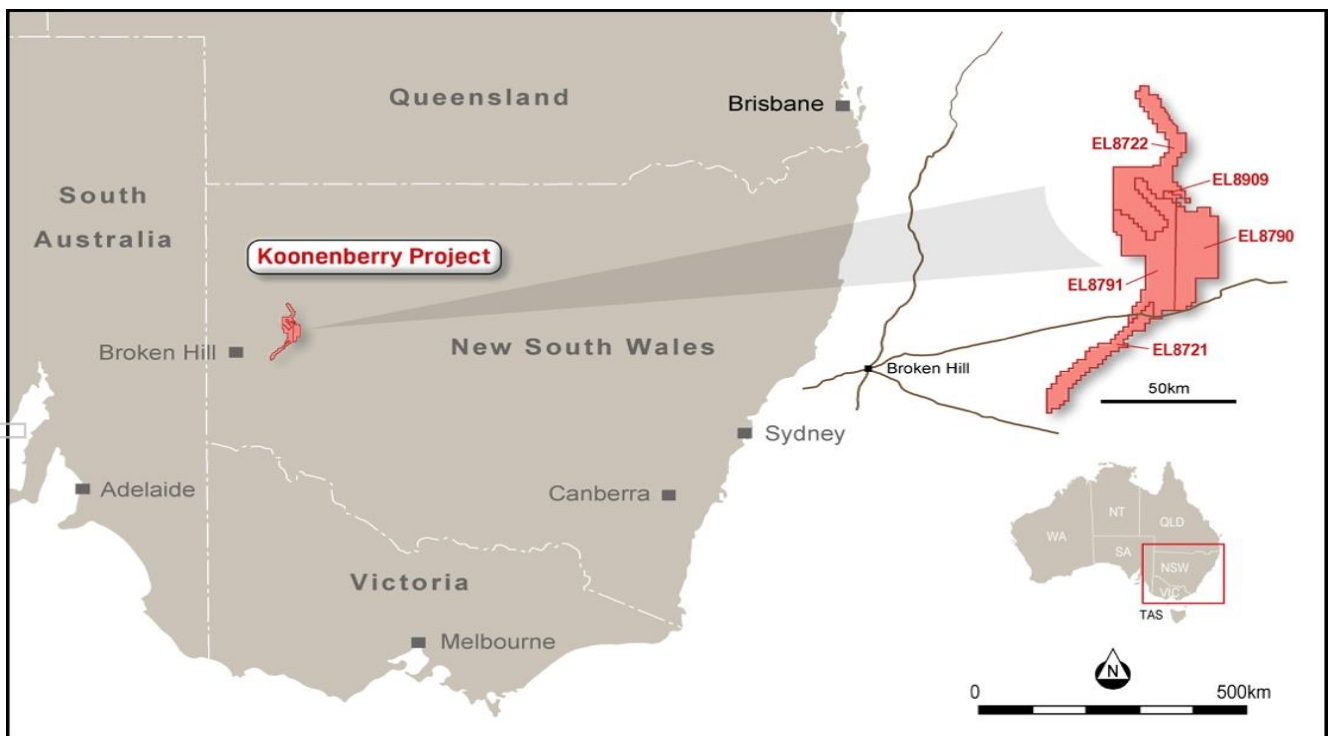 Queensland
Brisbane
South
Australia
Koonenberry Project
Broken Hill
New South Wales
Sydney
Adelaide
Canberra
Victoria
Melbourne
EL8722
EL8909
EL8790
EL8791
EL8721
Broken Hill
50km
NT
QLD
WA
SA
NSW
VIC
TAS
N
0
500km